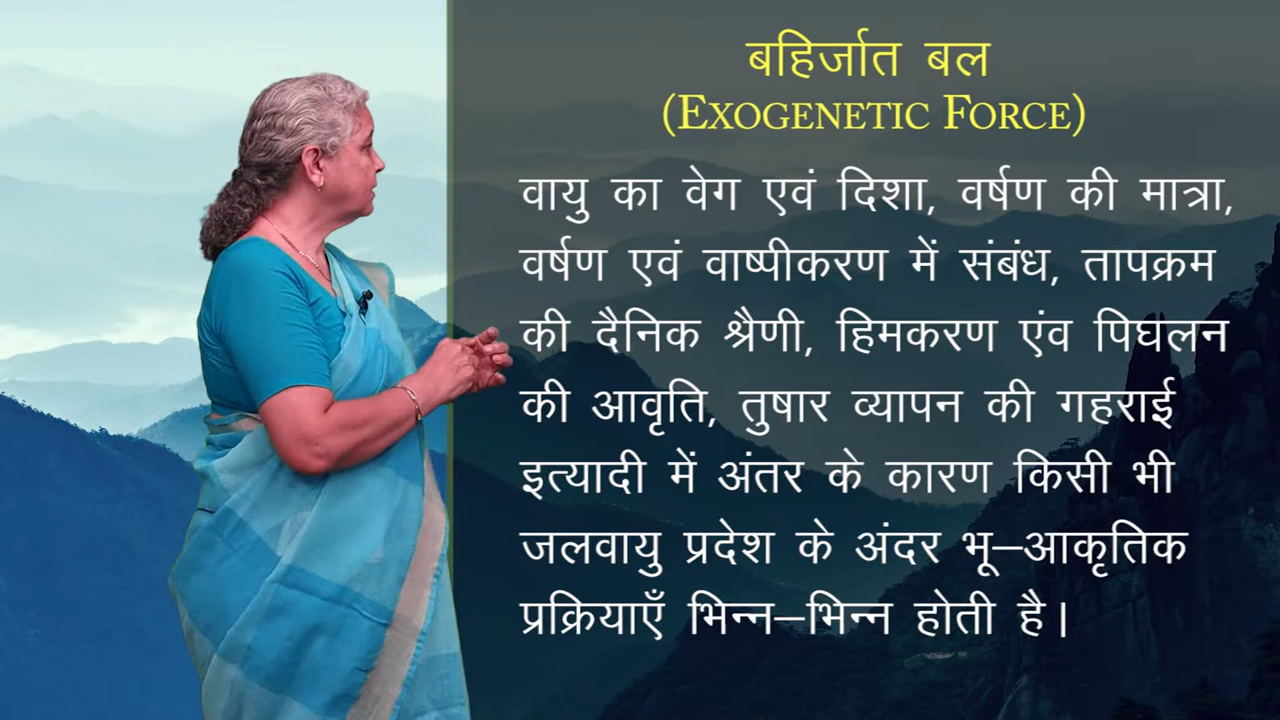 बहिर्जात बल
(EXOGENETIC FORCE)
वायु का वेग एवं दिशा, वर्षण की मात्रा,
वर्षण एवं वाष्पीकरण में संबंध, तापक्रम
की दैनिक श्रैणी, हिमकरण एंव पिघलन
की आवृति, तुषार व्यापन की गहराई
इत्यादी में अंतर के कारण किसी भी
जलवायु प्रदेश के अंदर भू–आकृतिक
प्रक्रियाएँ भिन्न–भिन्न होती है।